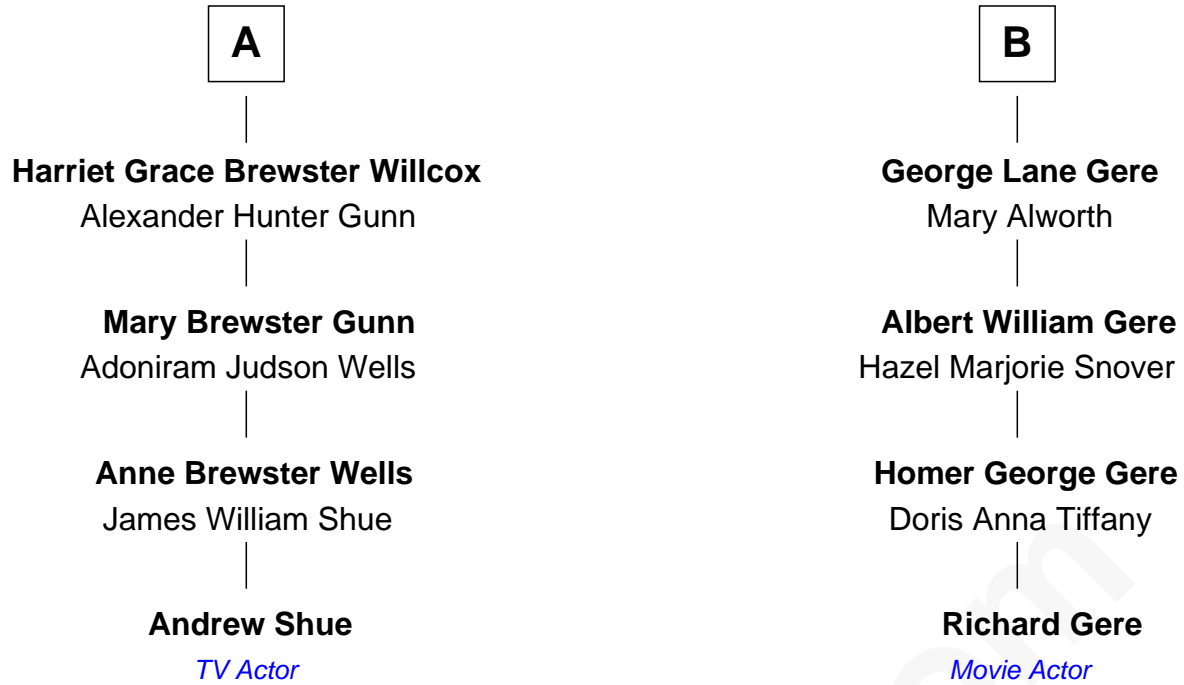 A
Harriet Grace Brewster Willcox
Alexander Hunter Gunn
Mary Brewster Gunn
Adoniram Judson Wells
Anne Brewster Wells
James William Shue
Andrew Shue
TV Actor
B
George Lane Gere
Mary Alworth
Albert William Gere
Hazel Marjorie Snover
Homer George Gere
Doris Anna Tiffany
Richard Gere
Movie Actor